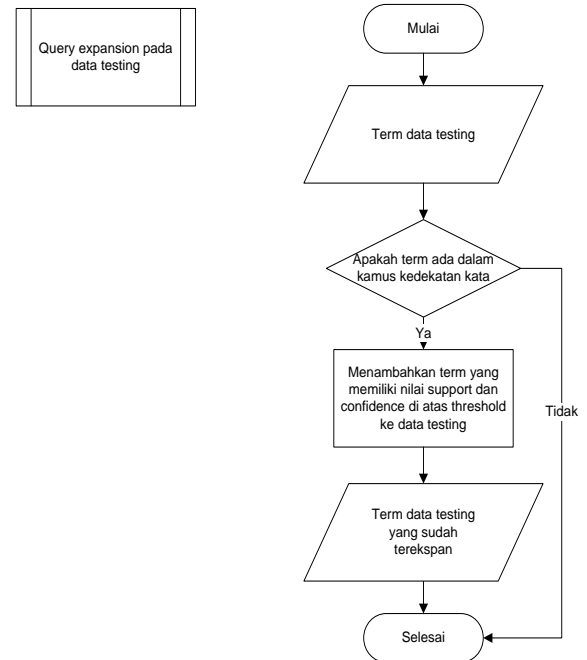 Query expansion pada
data testing
Mulai
Term data testing
Apakah term ada dalam
kamus kedekatan kata
Ya
Menambahkan term yang
memiliki nilai support dan
confidence di atas threshold
ke data testing
Tidak
Term data testing
yang sudah
terekspan
Selesai